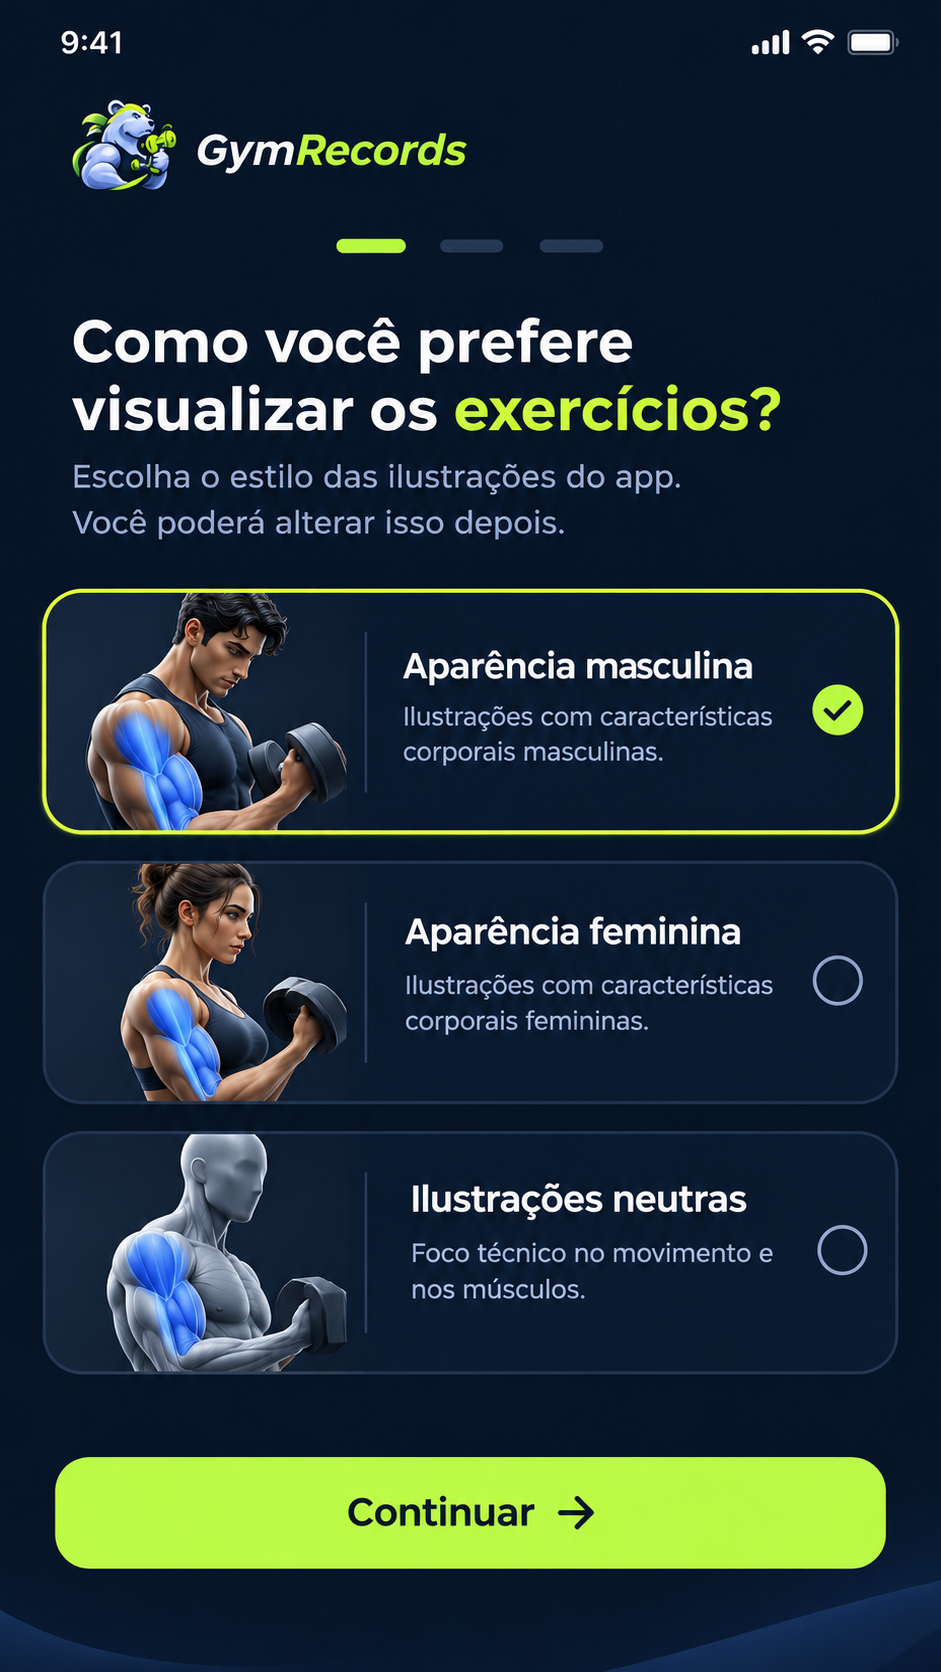 9:41
GymRecords
Como você prefere
visualizar os exercícios?
Escolha o estilo das ilustrações do app.
Você poderá alterar isso depois.
Aparência masculina
Ilustrações com características
corporais masculinas.
Aparência feminina
Ilustrações com características
corporais femininas.
Ilustrações neutras
Foco técnico no movimento e
nos músculos.
Continuar →